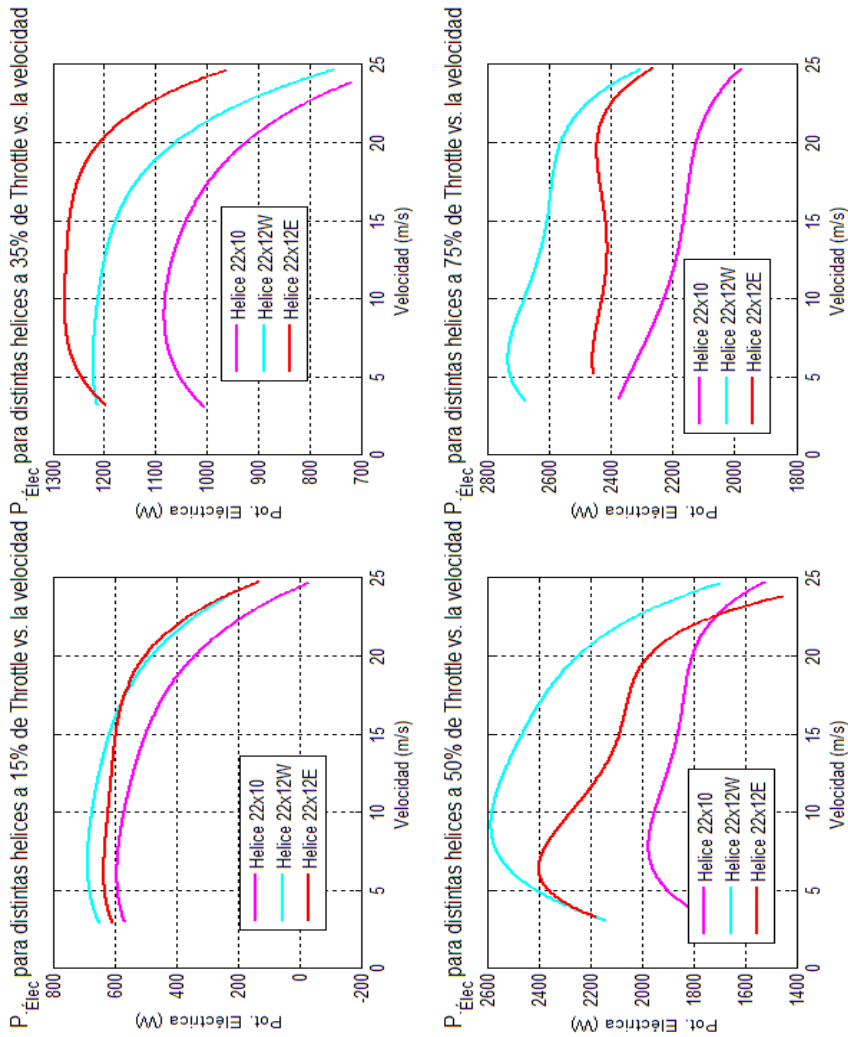 P.Élec para distintas helices a 15% de Throttle vs. la velocidad
800
600
400
200
0
-200
Pot. Eléctrica (W)
Helice 22x10
Helice 22x12W
Helice 22x12E
0 5 10 15 20 25
Velocidad (m/s)
P.Élec para distintas helices a 35% de Throttle vs. la velocidad
1300
1200
1100
1000
900
800
700
Pot. Eléctrica (W)
Helice 22x10
Helice 22x12W
Helice 22x12E
0 5 10 15 20 25
Velocidad (m/s)
P.Élec para distintas helices a 50% de Throttle vs. la velocidad
2600
2400
2200
2000
1800
1600
1400
Pot. Eléctrica (W)
Helice 22x10
Helice 22x12W
Helice 22x12E
0 5 10 15 20 25
Velocidad (m/s)
P.Élec para distintas helices a 75% de Throttle vs. la velocidad
2800
2600
2400
2200
2000
1800
Pot. Eléctrica (W)
Helice 22x10
Helice 22x12W
Helice 22x12E
0 5 10 15 20 25
Velocidad (m/s)